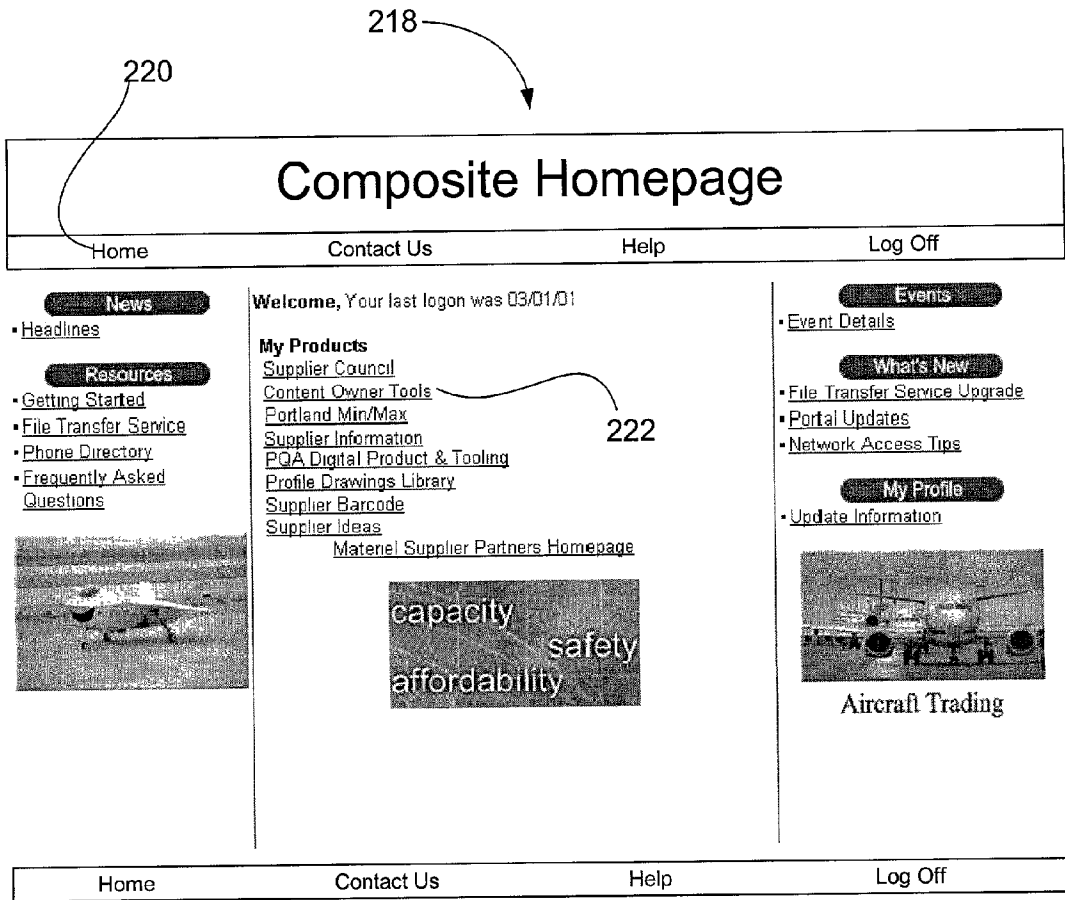 218
220
Composite Homepage
Home Contact Us Help Log Off
News
Headlines
Resources
Getting Started
File Transfer Service
Phone Directory
Frequently Asked
Questions
Welcome, Your last logon was 03/01/01
My Products
Supplier Council
Content Owner Tools
Portland Min/Max
Supplier Information
PQA Digital Product & Tooling
Profile Drawings Library
Supplier Barcode
Supplier Ideas
Materiel Supplier Partners Homepage
222
capacity
safety
affordability
Events
Event Details
What's New
File Transfer Service Upgrade
Portal Updates
Network Access Tips
My Profile
Update Information
Aircraft Trading
Home Contact Us Help Log Off